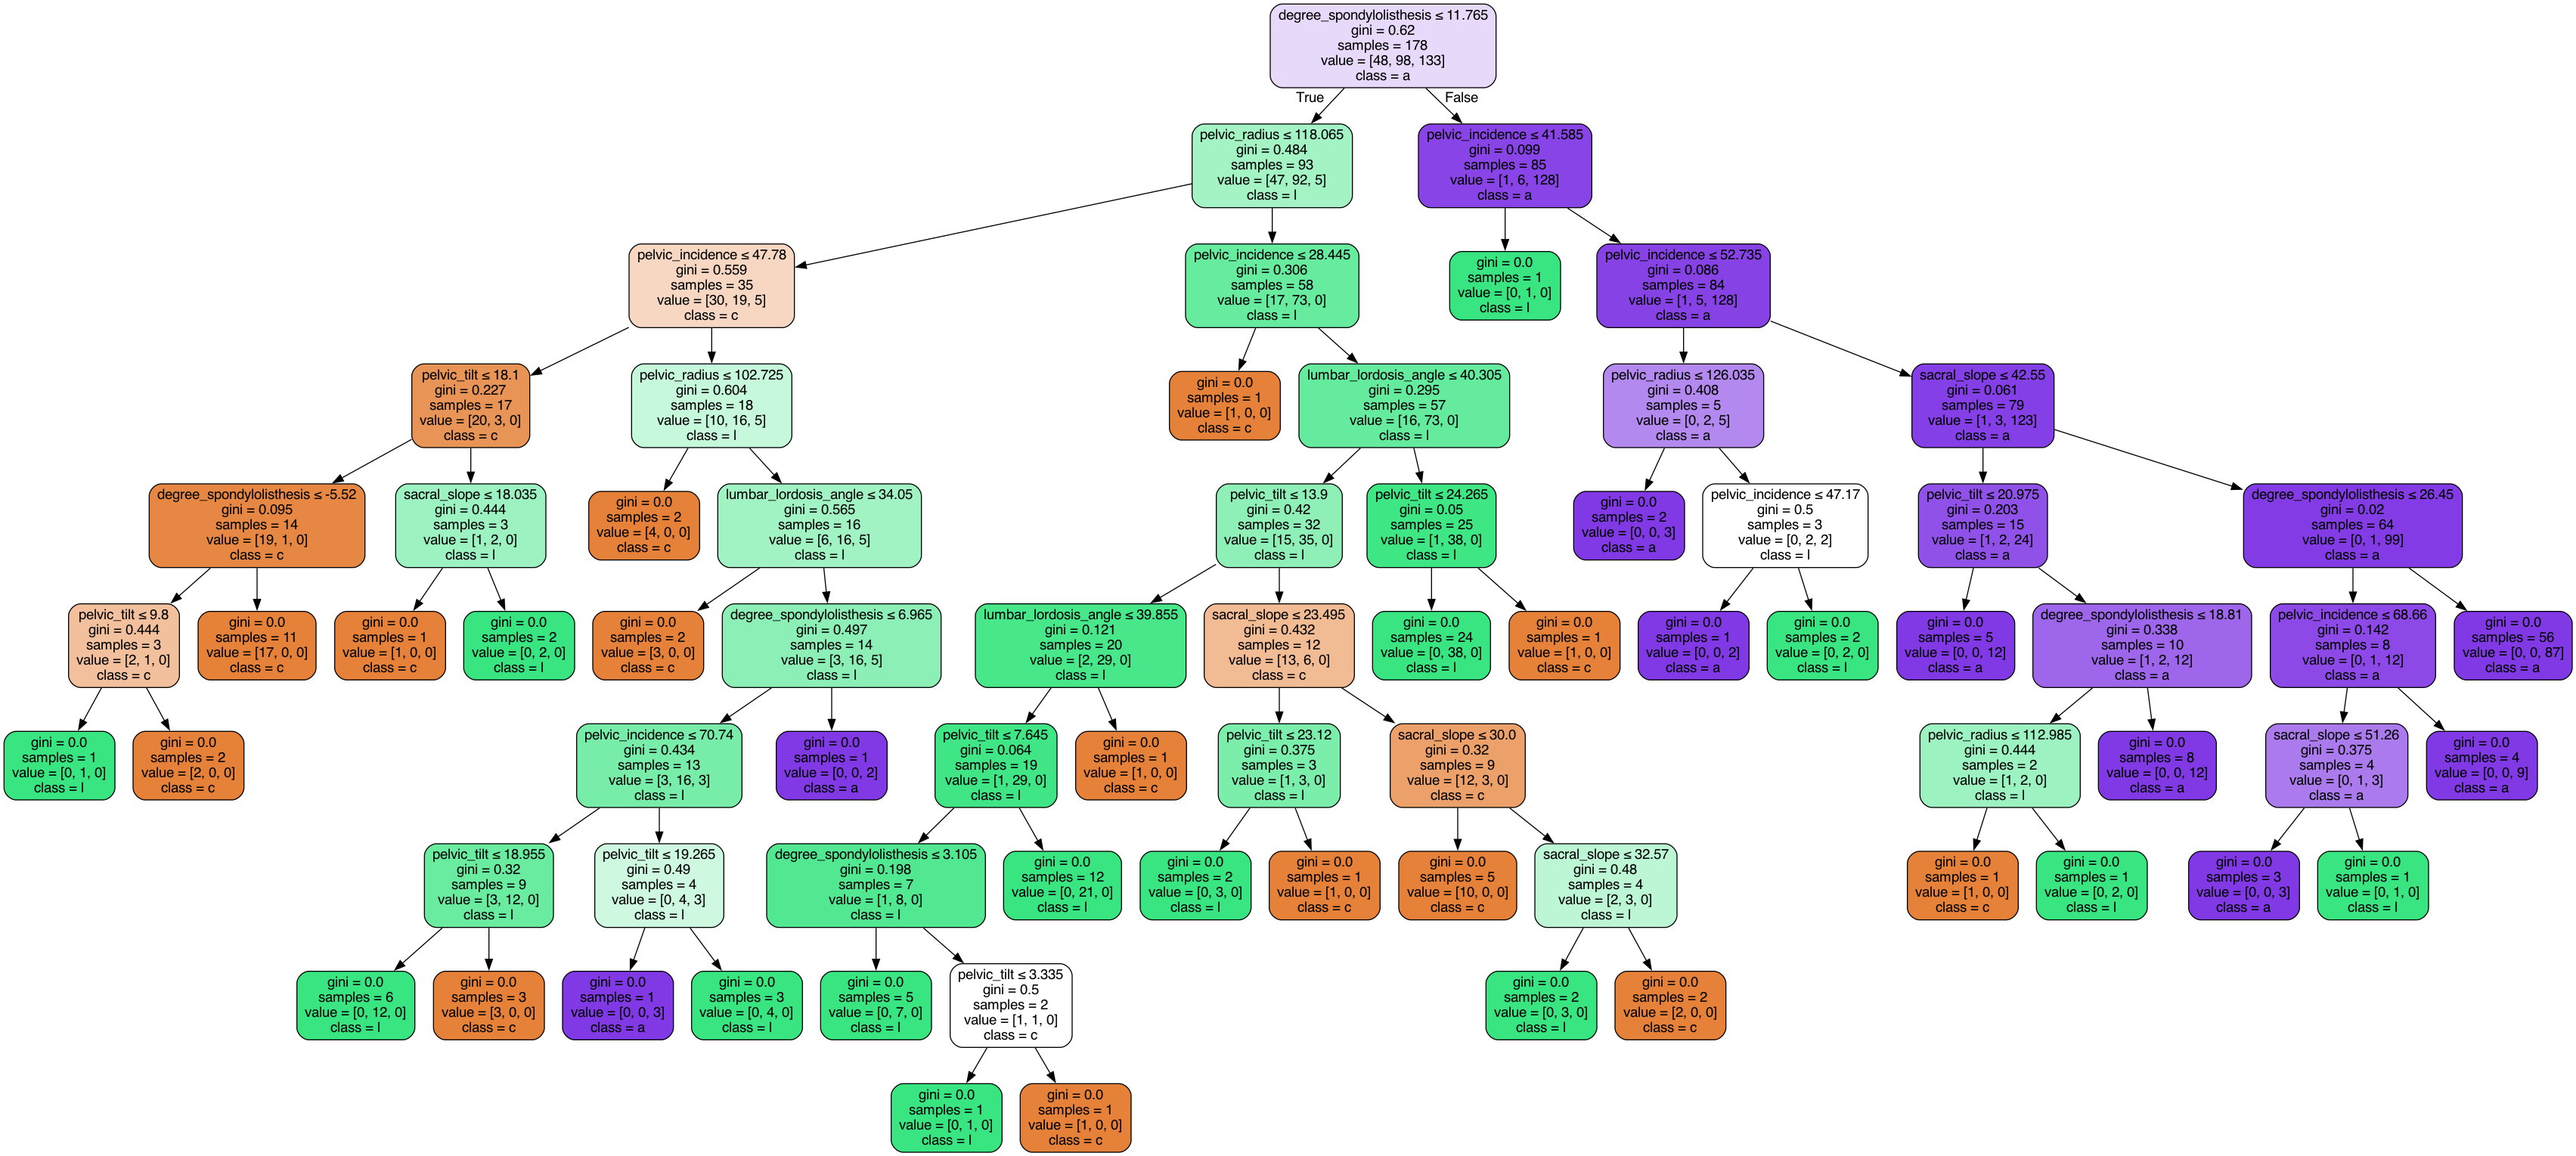 degree_spondylolisthesis ≤ 11.765
gini = 0.62
samples = 178
value = [48, 98, 133]
class = a
True
False
pelvic_radius ≤ 118.065
gini = 0.484
samples = 93
value = [47, 92, 5]
class = l
pelvic_incidence ≤ 41.585
gini = 0.099
samples = 85
value = [1, 6, 128]
class = a
pelvic_incidence ≤ 47.78
gini = 0.559
samples = 35
value = [30, 19, 5]
class = c
pelvic_incidence ≤ 28.445
gini = 0.306
samples = 58
value = [17, 73, 0]
class = l
gini = 0.0
samples = 1
value = [0, 1, 0]
class = l
pelvic_incidence ≤ 52.735
gini = 0.086
samples = 84
value = [1, 5, 128]
class = a
pelvic_tilt ≤ 18.1
gini = 0.227
samples = 17
value = [20, 3, 0]
class = c
pelvic_radius ≤ 102.725
gini = 0.604
samples = 18
value = [10, 16, 5]
class = l
gini = 0.0
samples = 1
value = [1, 0, 0]
class = c
lumbar_lordosis_angle ≤ 40.305
gini = 0.295
samples = 57
value = [16, 73, 0]
class = l
pelvic_radius ≤ 126.035
gini = 0.408
samples = 5
value = [0, 2, 5]
class = a
sacral_slope ≤ 42.55
gini = 0.061
samples = 79
value = [1, 3, 123]
class = a
degree_spondylolisthesis ≤ -5.52
gini = 0.095
samples = 14
value = [19, 1, 0]
class = c
sacral_slope ≤ 18.035
gini = 0.444
samples = 3
value = [1, 2, 0]
class = l
gini = 0.0
samples = 2
value = [4, 0, 0]
class = c
lumbar_lordosis_angle ≤ 34.05
gini = 0.565
samples = 16
value = [6, 16, 5]
class = l
pelvic_tilt ≤ 13.9
gini = 0.42
samples = 32
value = [15, 35, 0]
class = l
pelvic_tilt ≤ 24.265
gini = 0.05
samples = 25
value = [1, 38, 0]
class = l
gini = 0.0
samples = 2
value = [0, 0, 3]
class = a
pelvic_incidence ≤ 47.17
gini = 0.5
samples = 3
value = [0, 2, 2]
class = l
pelvic_tilt ≤ 20.975
gini = 0.203
samples = 15
value = [1, 2, 24]
class = a
degree_spondylolisthesis ≤ 26.45
gini = 0.02
samples = 64
value = [0, 1, 99]
class = a
pelvic_tilt ≤ 9.8
gini = 0.444
samples = 3
value = [2, 1, 0]
class = c
gini = 0.0
samples = 11
value = [17, 0, 0]
class = c
gini = 0.0
samples = 1
value = [1, 0, 0]
class = c
gini = 0.0
samples = 2
value = [0, 2, 0]
class = l
gini = 0.0
samples = 2
value = [3, 0, 0]
class = c
degree_spondylolisthesis ≤ 6.965
gini = 0.497
samples = 14
value = [3, 16, 5]
class = l
lumbar_lordosis_angle ≤ 39.855
gini = 0.121
samples = 20
value = [2, 29, 0]
class = l
sacral_slope ≤ 23.495
gini = 0.432
samples = 12
value = [13, 6, 0]
class = c
gini = 0.0
samples = 24
value = [0, 38, 0]
class = l
gini = 0.0
samples = 1
value = [1, 0, 0]
class = c
gini = 0.0
samples = 1
value = [0, 0, 2]
class = a
gini = 0.0
samples = 2
value = [0, 2, 0]
class = l
gini = 0.0
samples = 5
value = [0, 0, 12]
class = a
degree_spondylolisthesis ≤ 18.81
gini = 0.338
samples = 10
value = [1, 2, 12]
class = a
pelvic_incidence ≤ 68.66
gini = 0.142
samples = 8
value = [0, 1, 12]
class = a
gini = 0.0
samples = 56
value = [0, 0, 87]
class = a
gini = 0.0
samples = 1
value = [0, 1, 0]
class = l
gini = 0.0
samples = 2
value = [2, 0, 0]
class = c
pelvic_incidence ≤ 70.74
gini = 0.434
samples = 13
value = [3, 16, 3]
class = l
gini = 0.0
samples = 1
value = [0, 0, 2]
class = a
pelvic_tilt ≤ 7.645
gini = 0.064
samples = 19
value = [1, 29, 0]
class = l
gini = 0.0
samples = 1
value = [1, 0, 0]
class = c
pelvic_tilt ≤ 23.12
gini = 0.375
samples = 3
value = [1, 3, 0]
class = l
sacral_slope ≤ 30.0
gini = 0.32
samples = 9
value = [12, 3, 0]
class = c
pelvic_radius ≤ 112.985
gini = 0.444
samples = 2
value = [1, 2, 0]
class = l
gini = 0.0
samples = 8
value = [0, 0, 12]
class = a
sacral_slope ≤ 51.26
gini = 0.375
samples = 4
value = [0, 1, 3]
class = a
gini = 0.0
samples = 4
value = [0, 0, 9]
class = a
pelvic_tilt ≤ 18.955
gini = 0.32
samples = 9
value = [3, 12, 0]
class = l
pelvic_tilt ≤ 19.265
gini = 0.49
samples = 4
value = [0, 4, 3]
class = l
degree_spondylolisthesis ≤ 3.105
gini = 0.198
samples = 7
value = [1, 8, 0]
class = l
gini = 0.0
samples = 12
value = [0, 21, 0]
class = l
gini = 0.0
samples = 2
value = [0, 3, 0]
class = l
gini = 0.0
samples = 1
value = [1, 0, 0]
class = c
gini = 0.0
samples = 5
value = [10, 0, 0]
class = c
sacral_slope ≤ 32.57
gini = 0.48
samples = 4
value = [2, 3, 0]
class = l
gini = 0.0
samples = 1
value = [1, 0, 0]
class = c
gini = 0.0
samples = 1
value = [0, 2, 0]
class = l
gini = 0.0
samples = 3
value = [0, 0, 3]
class = a
gini = 0.0
samples = 1
value = [0, 1, 0]
class = l
gini = 0.0
samples = 6
value = [0, 12, 0]
class = l
gini = 0.0
samples = 3
value = [3, 0, 0]
class = c
gini = 0.0
samples = 1
value = [0, 0, 3]
class = a
gini = 0.0
samples = 3
value = [0, 4, 0]
class = l
gini = 0.0
samples = 5
value = [0, 7, 0]
class = l
pelvic_tilt ≤ 3.335
gini = 0.5
samples = 2
value = [1, 1, 0]
class = c
gini = 0.0
samples = 2
value = [0, 3, 0]
class = l
gini = 0.0
samples = 2
value = [2, 0, 0]
class = c
gini = 0.0
samples = 1
value = [0, 1, 0]
class = l
gini = 0.0
samples = 1
value = [1, 0, 0]
class = c